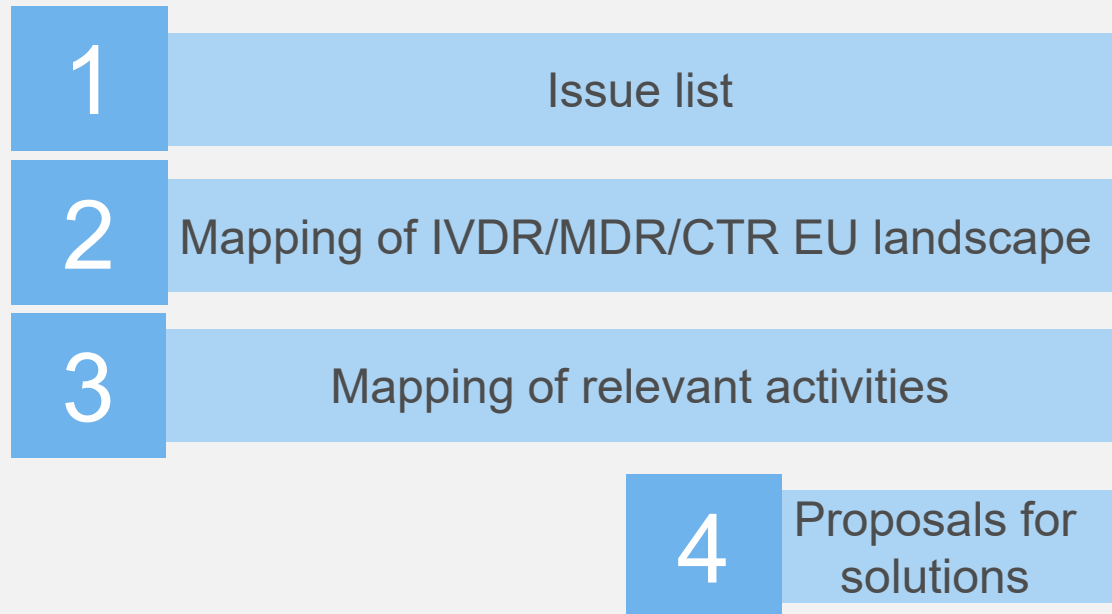 1
Issue list
2
Mapping of IVDR/MDR/CTR EU landscape
3
Mapping of relevant activities
4
Proposals for
solutions